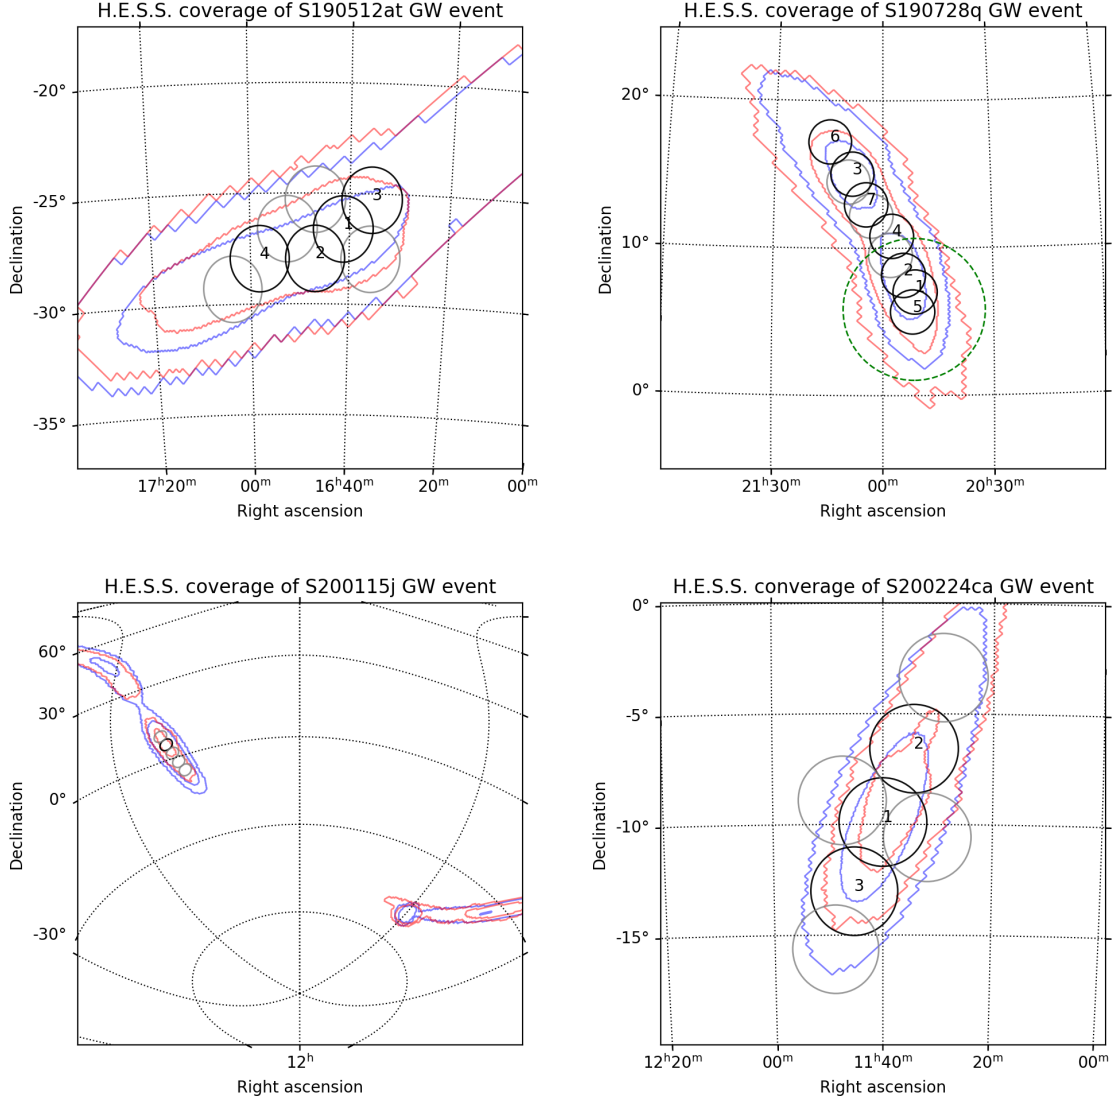 H.E.S.S. coverage of S190512at GW event
-20°
-25°
-30°
-35°
Declination
1
2
3
4
17h20m 00m 16h40m 20m 00m
Right ascension
H.E.S.S. coverage of S190728q GW event
20°
10°
0°
Declination
6
3
7
4
2
1
5
21h30m 00m 20h30m
Right ascension
H.E.S.S. coverage of S200115j GW event
60°
30°
0°
-30°
Declination
12h
Right ascension
H.E.S.S. converage of S200224ca GW event
0°
-5°
-10°
-15°
Declination
2
1
3
12h20m 00m 11h40m 20m 00m
Right ascension